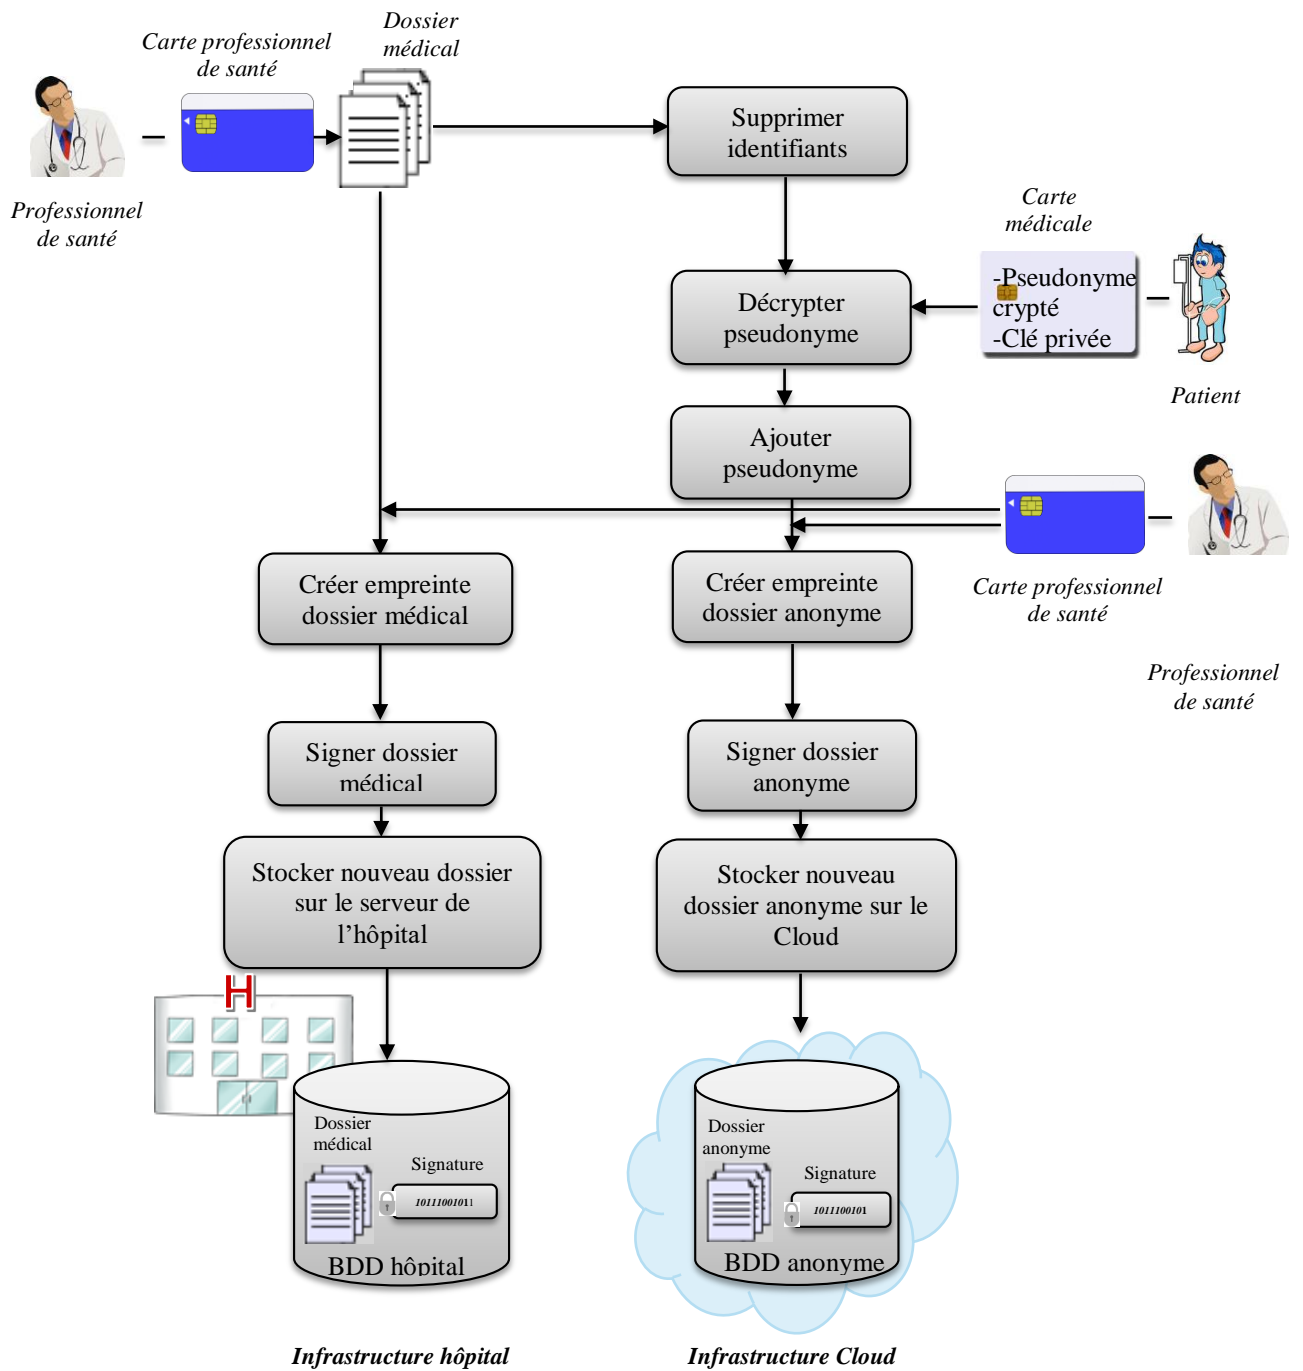 Dossier
médical
Carte professionnel
de santé
Professionnel
de santé
Supprimer
identifiants
Carte
médicale
-Pseudonyme
crypté
-Clé privée
Patient
Décrypter
pseudonyme
Ajouter
pseudonyme
Carte professionnel
de santé
Professionnel
de santé
Créer empreinte
dossier médical
Créer empreinte
dossier anonyme
Signer dossier
médical
Signer dossier
anonyme
Stocker nouveau dossier
sur le serveur de
l’hôpital
Stocker nouveau
dossier anonyme sur le
Cloud
H
Dossier
médical
Signature
10111001011
BDD hôpital
Dossier
anonyme
Signature
1011100101
BDD anonyme
Infrastructure hôpital
Infrastructure Cloud